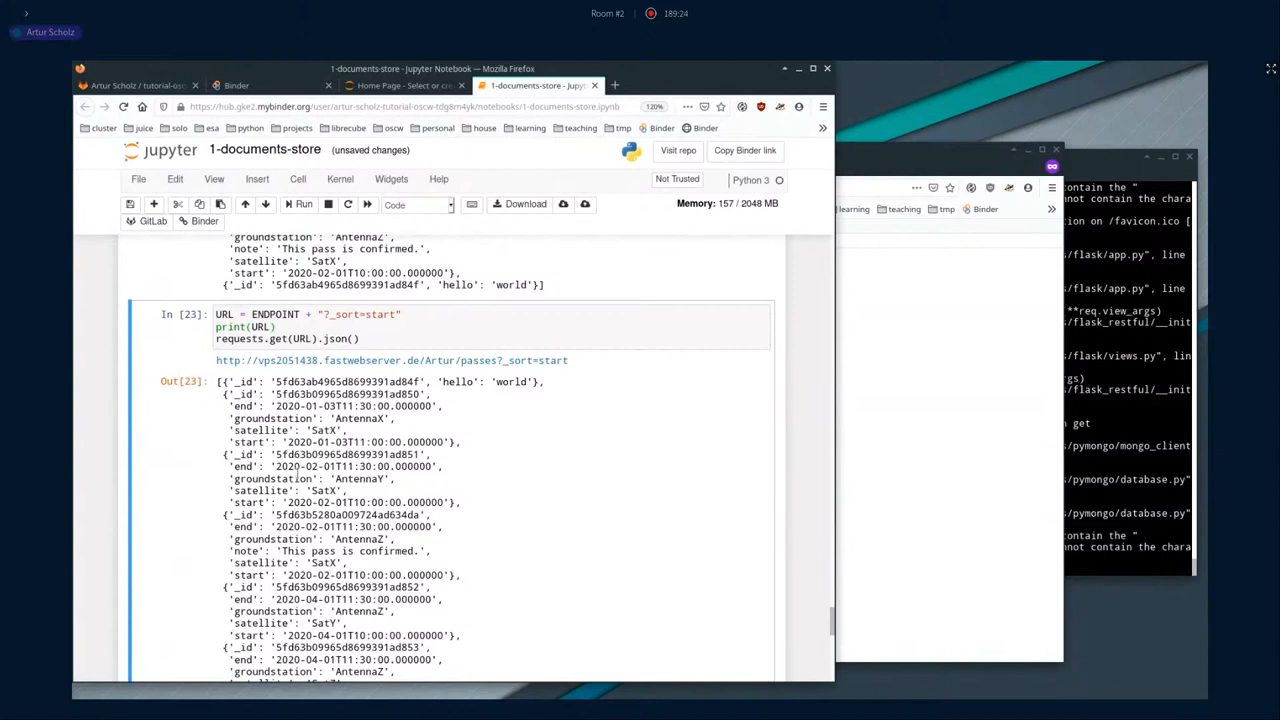 Room #2 189:24
Artur Scholz
1-documents-store - Jupyter Notebook — Mozilla Firefox
Artur Scholz / tutorial-osc
Binder
Home Page - Select or cr
1-documents-store - Jupyt
https://hub.gke2.mybinder.org/user/artur-scholz-tutorial-oscw-tdg8m4yk/notebooks/1-documents-store.ipynb 120%
cluster juice solo esa python projects librecube oscw personal house learning teaching tmp Binder Binder
jupyter 1-documents-store (unsaved changes) Visit repo Copy Binder link
File Edit View Insert Cell Kernel Widgets Help Not Trusted Python 3
Run Code Download Memory: 157 / 2048 MB
GitLab Binder
'groundstation': 'AntennaZ',
'note': 'This pass is confirmed.',
'satellite': 'SatX',
'start': '2020-02-01T10:00:00.000000'},
{'_id': '5fd63ab4965d8699391ad84f', 'hello': 'world'}]
In [23]: URL = ENDPOINT + "?_sort=start"
print(URL)
requests.get(URL).json()
http://vps2051438.fastwebserver.de/Artur/passes?_sort=start
Out[23]: [{'_id': '5fd63ab4965d8699391ad84f', 'hello': 'world'},
{'_id': '5fd63b09965d8699391ad850',
'end': '2020-01-03T11:30:00.000000',
'groundstation': 'AntennaX',
'satellite': 'SatX',
'start': '2020-01-03T11:00:00.000000'},
{'_id': '5fd63b09965d8699391ad851',
'end': '2020-02-01T11:30:00.000000',
'groundstation': 'AntennaY',
'satellite': 'SatX',
'start': '2020-02-01T10:00:00.000000'},
{'_id': '5fd63b5280a009724ad634da',
'end': '2020-02-01T11:30:00.000000',
'groundstation': 'AntennaZ',
'note': 'This pass is confirmed.',
'satellite': 'SatX',
'start': '2020-02-01T10:00:00.000000'},
{'_id': '5fd63b09965d8699391ad852',
'end': '2020-04-01T11:30:00.000000',
'groundstation': 'AntennaZ',
'satellite': 'SatY',
'start': '2020-04-01T10:00:00.000000'},
{'_id': '5fd63b09965d8699391ad853',
'end': '2020-04-01T11:30:00.000000',
'groundstation': 'AntennaZ',
learning teaching tmp Binder
contain the "
not contain the chara
tion on /favicon.ico [
s/flask/app.py", line
s/flask/app.py", line
**req.view_args)
s/flask_restful/__init
s/flask/views.py", lin
rgs)
s/flask_restful/__init
n get
s/pymongo/mongo_client
s/pymongo/database.py"
s/pymongo/database.py"
contain the "
nnot contain the chara